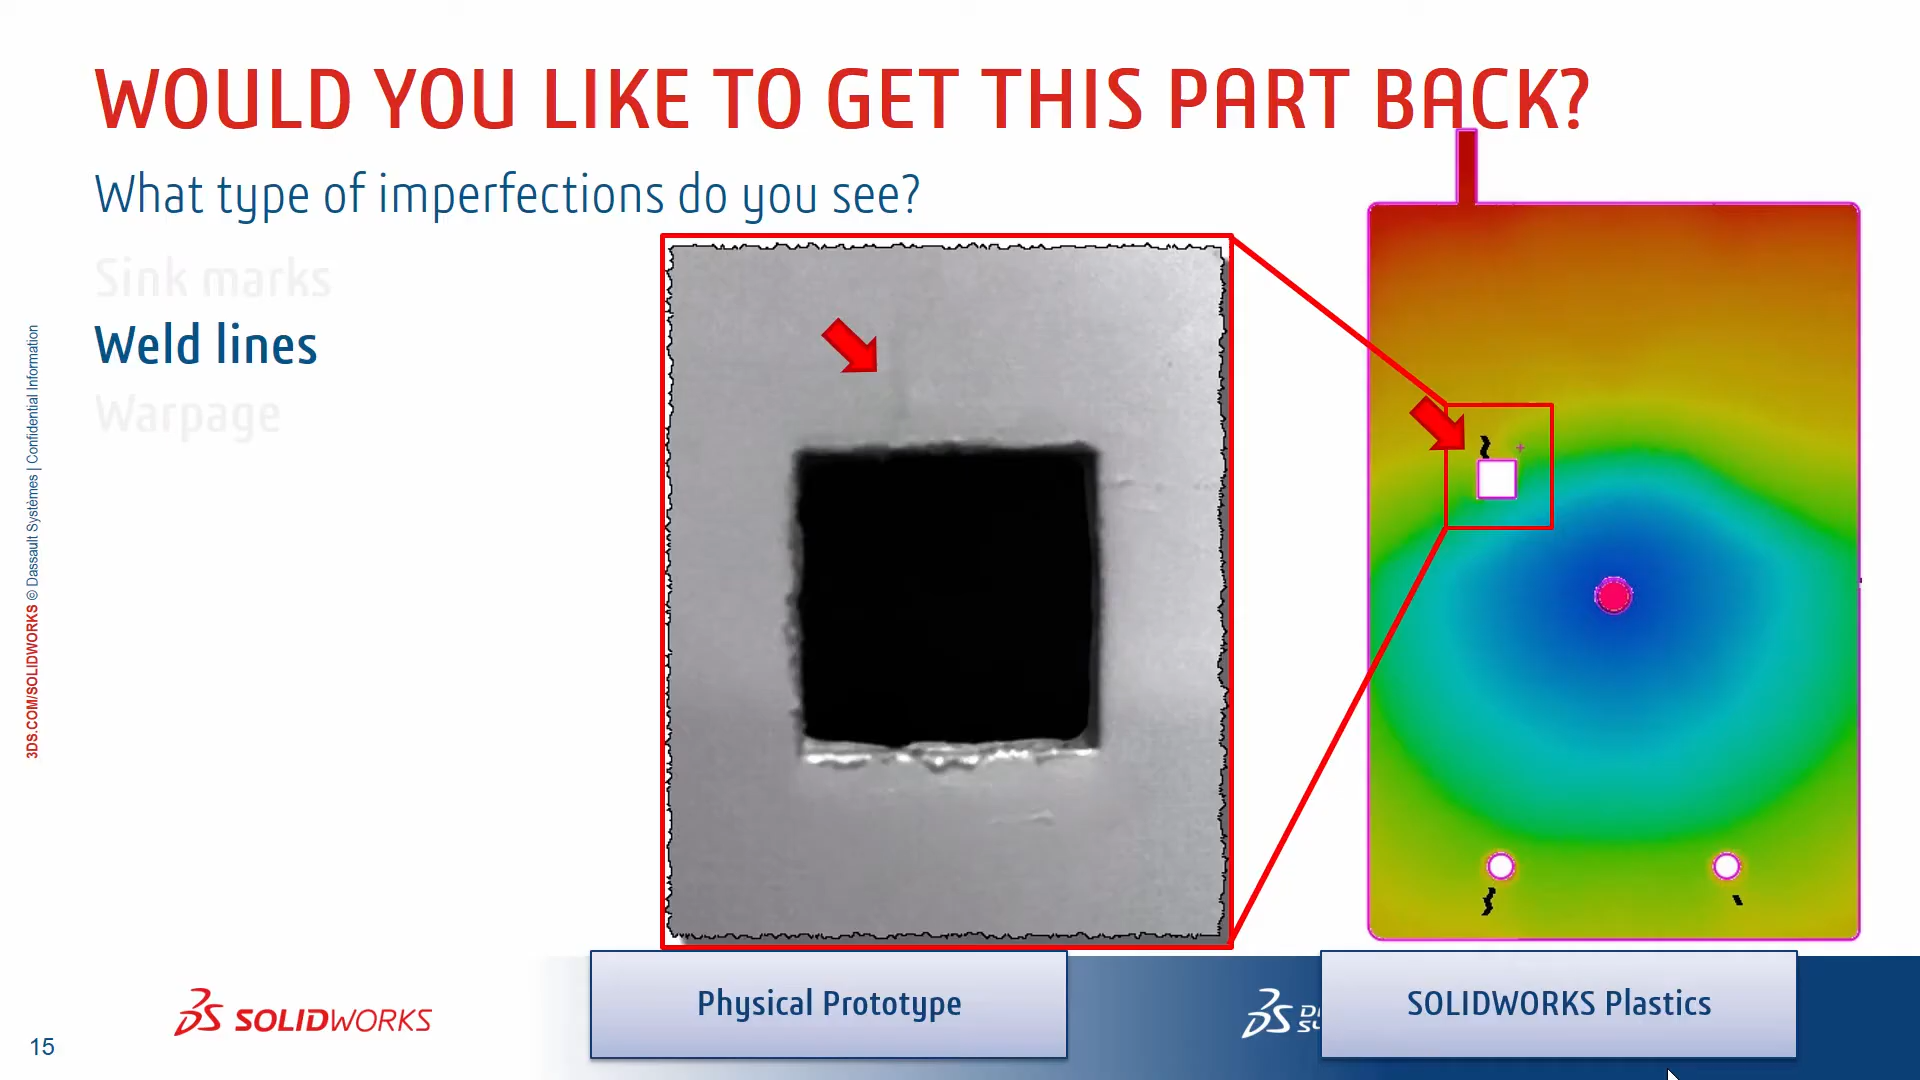 WOULD YOU LIKE TO GET THIS PART BACK?
What type of imperfections do you see?
Sink marks
Weld lines
Warpage
3DS.COM/SOLIDWORKS © Dassault Systèmes | Confidential Information
Physical Prototype
SOLIDWORKS Plastics
SOLIDWORKS
15